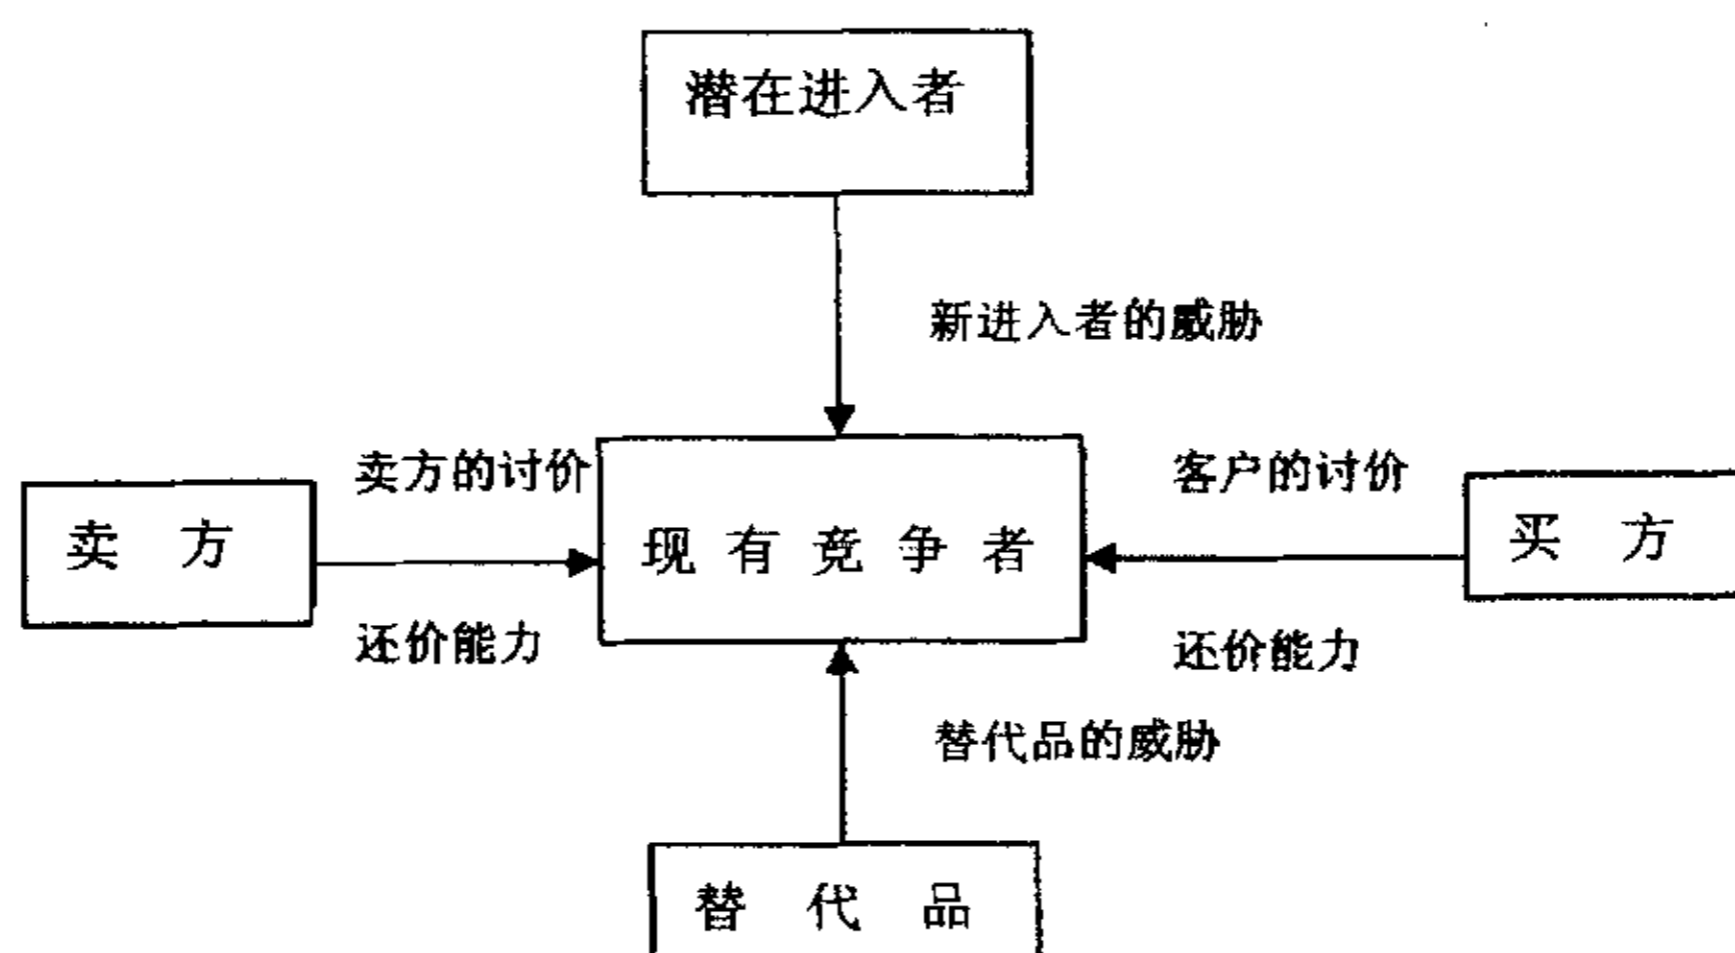 潜在进入者
新进入者的威胁
卖方的讨价
客户的讨价
卖 方
现 有 竞 争 者
买 方
还价能力
还价能力
替代品的威胁
替 代 品